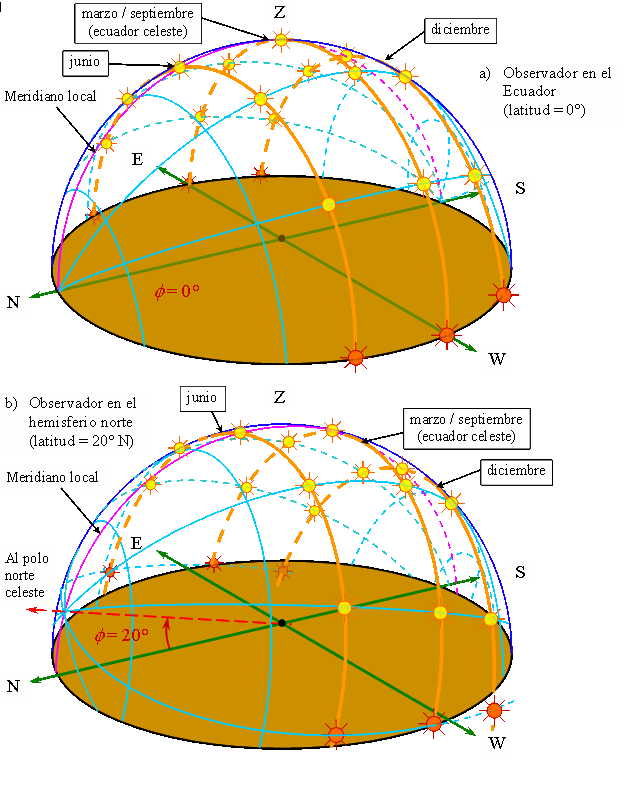 marzo / septiembre
(ecuador celeste)
Z
diciembre
junio
a) Observador en el
Ecuador
(latitud = 0°)
Meridiano local
E
S
ϕ = 0°
N
W
b) Observador en el
hemisferio norte
(latitud = 20° N)
junio
Z
marzo / septiembre
(ecuador celeste)
diciembre
Meridiano local
E
Al polo
norte
celeste
S
ϕ = 20°
N
W